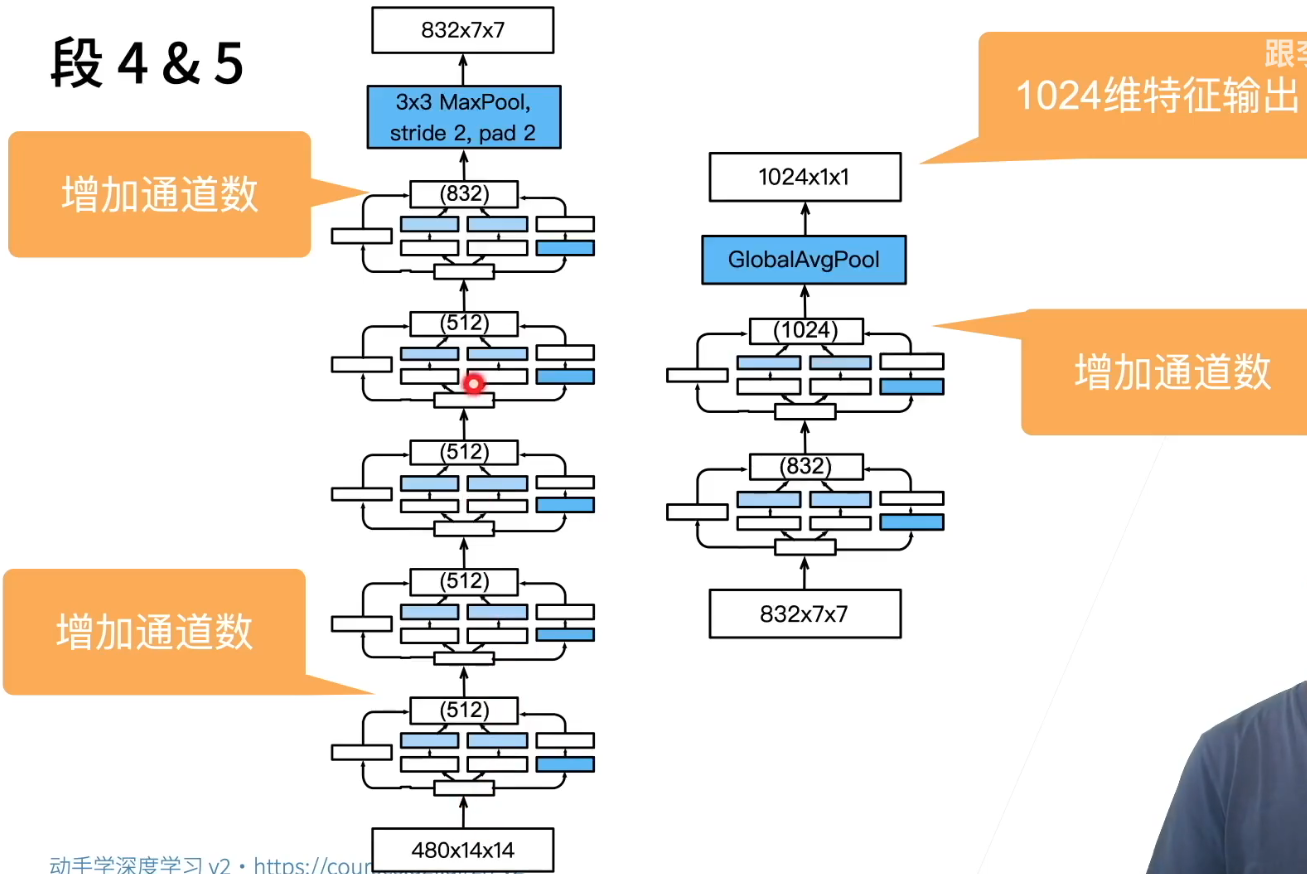 段 4 & 5
832x7x7
3x3 MaxPool,
stride 2, pad 2
增加通道数
(832)
(512)
(512)
(512)
增加通道数
(512)
480x14x14
跟李
1024维特征输出
1024x1x1
GlobalAvgPool
(1024)
增加通道数
(832)
832x7x7
动手学深度学习 v2 · https://cour